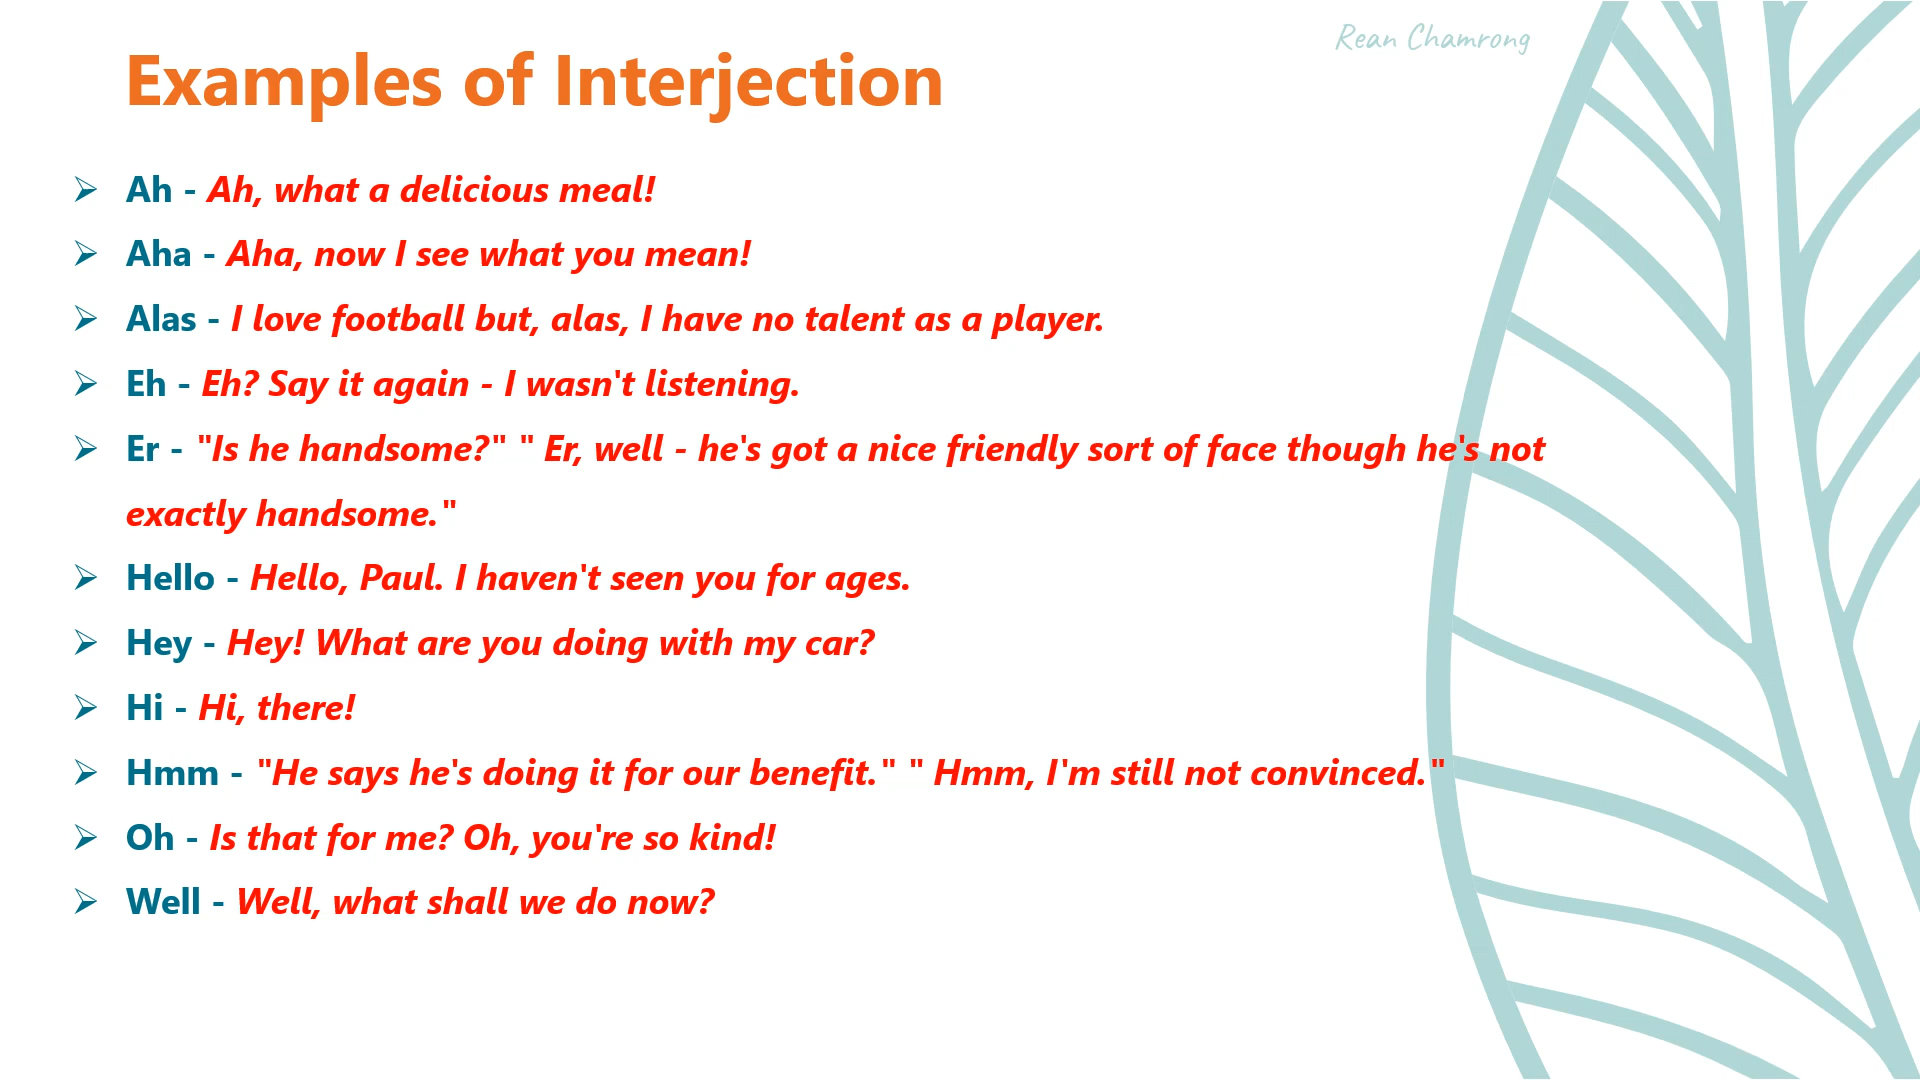 Rean Chamrong
Examples of Interjection
➢ Ah - Ah, what a delicious meal!
➢ Aha - Aha, now I see what you mean!
➢ Alas - I love football but, alas, I have no talent as a player.
➢ Eh - Eh? Say it again - I wasn't listening.
➢ Er - "Is he handsome?" " Er, well - he's got a nice friendly sort of face though he's not
exactly handsome."
➢ Hello - Hello, Paul. I haven't seen you for ages.
➢ Hey - Hey! What are you doing with my car?
➢ Hi - Hi, there!
➢ Hmm - "He says he's doing it for our benefit." " Hmm, I'm still not convinced."
➢ Oh - Is that for me? Oh, you're so kind!
➢ Well - Well, what shall we do now?